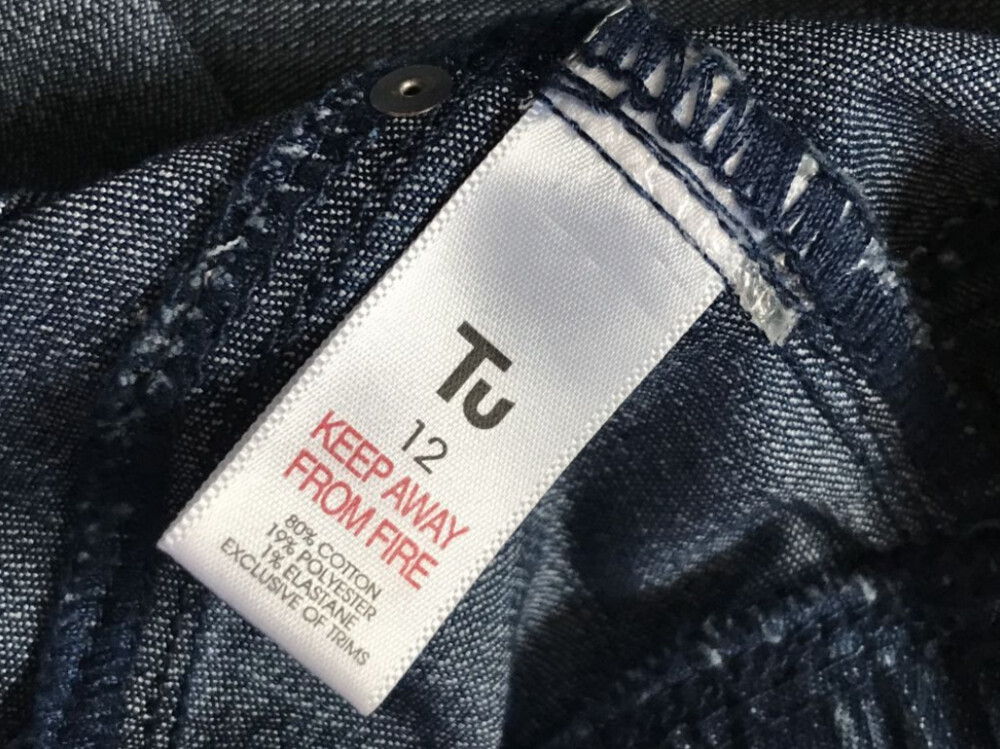 Tu
12
KEEP AWAY
FROM FIRE
80% COTTON
19% POLYESTER
1% ELASTANE
EXCLUSIVE OF TRIMS